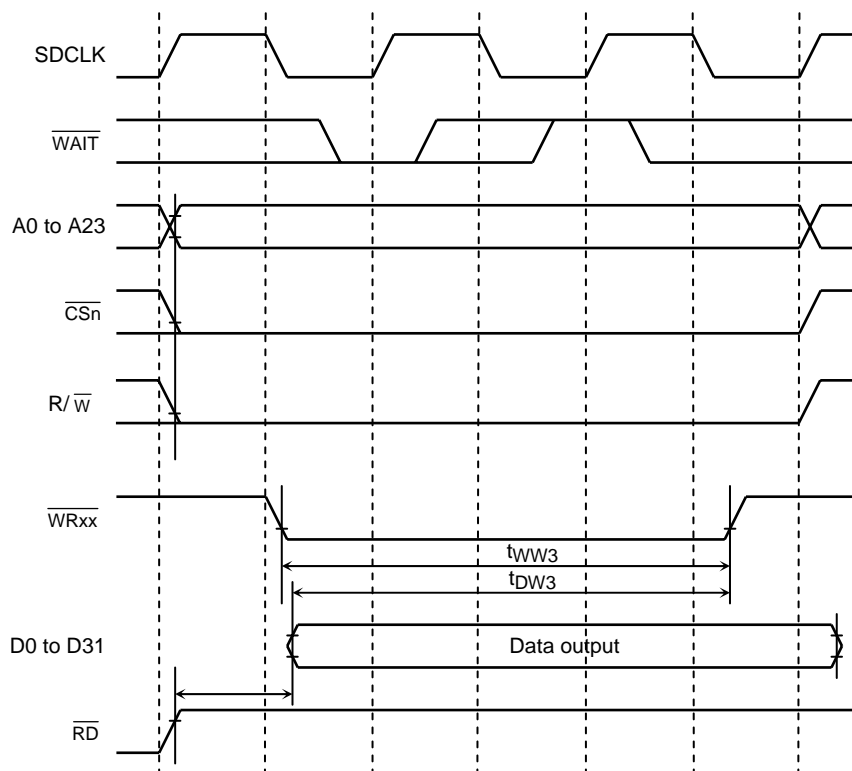 SDCLK
WAIT
A0 to A23
CSn
R/ W
WRxx
tWW3
tDW3
D0 to D31
Data output
RD